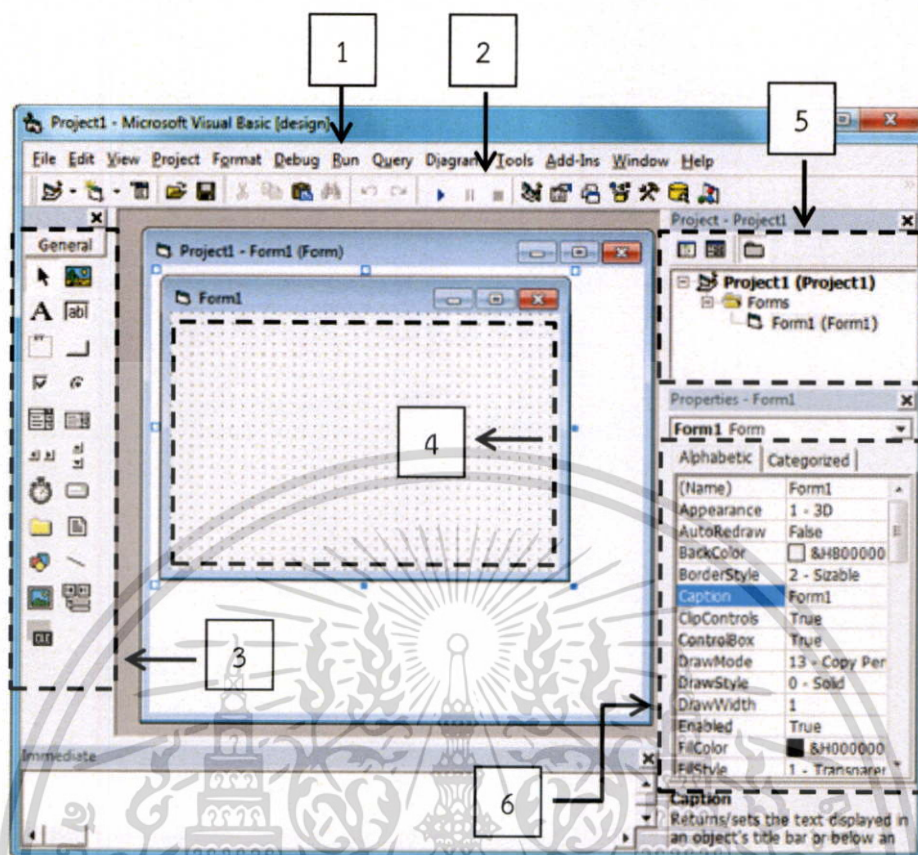 1
2
5
Project1 - Microsoft Visual Basic [design]
File Edit View Project Format Debug Run Query Diagram Tools Add-Ins Window Help
General
A ab|
OLE
Project1 - Form1 (Form)
Form1
4
3
Immediate
6
Project - Project1
Project1 (Project1)
Forms
Form1 (Form1)
Properties - Form1
Form1 Form
Alphabetic Categorized
(Name) Form1
Appearance 1 - 3D
AutoRedraw False
BackColor &H800000
BorderStyle 2 - Sizable
Caption Form1
ClipControls True
ControlBox True
DrawMode 13 - Copy Per
DrawStyle 0 - Solid
DrawWidth 1
Enabled True
FillColor &H000000
FillStyle 1 - Transparer
Caption
Returns/sets the text displayed in
an object's title bar or below an